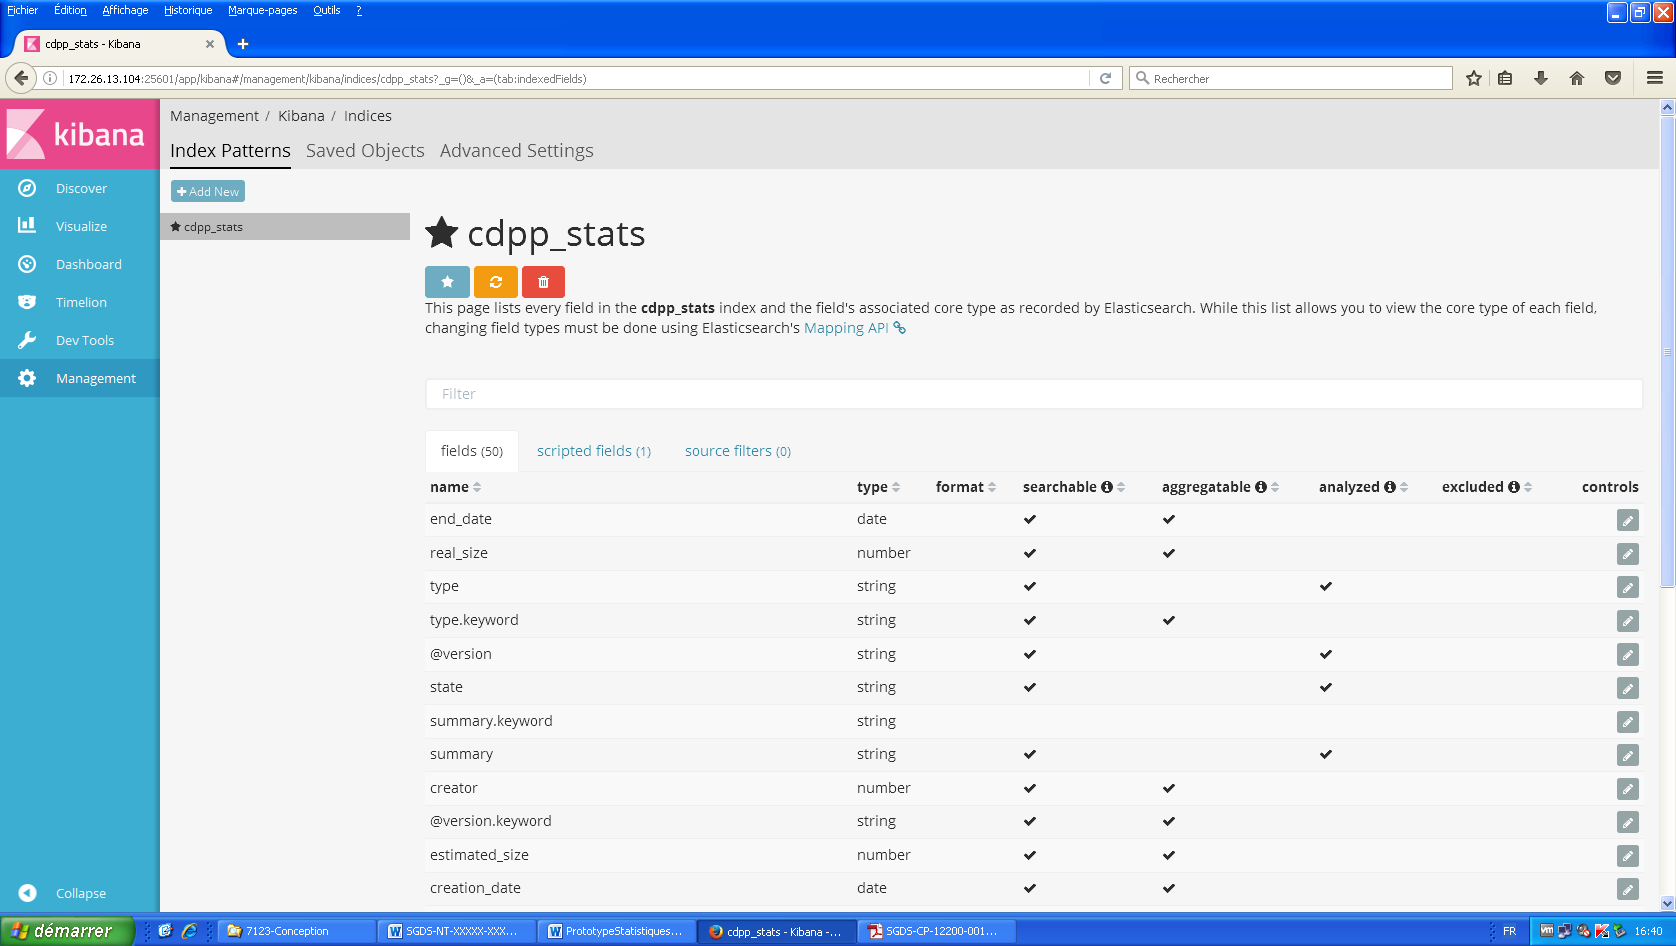 Fichier Édition Affichage Historique Marque-pages Outils ?
cdpp_stats - Kibana
172.26.13.104:25601/app/kibana#/management/kibana/indices/cdpp_stats?_g=()&_a=(tab:indexedFields)
Rechercher
kibana
Discover
Visualize
Dashboard
Timelion
Dev Tools
Management
Collapse
Management / Kibana / Indices
Index Patterns Saved Objects Advanced Settings
Add New
cdpp_stats
cdpp_stats
This page lists every field in the cdpp_stats index and the field's associated core type as recorded by Elasticsearch. While this list allows you to view the core type of each field,
changing field types must be done using Elasticsearch's Mapping API
Filter
fields (50) scripted fields (1) source filters (0)
name type format searchable aggregatable analyzed excluded controls
end_date date
real_size number
type string
type.keyword string
@version string
state string
summary.keyword string
summary string
creator number
@version.keyword string
estimated_size number
creation_date date
démarrer
7123-Conception
SGDS-NT-XXXXX-XXX...
PrototypeStatistiques...
cdpp_stats - Kibana -...
SGDS-CP-12200-001...
FR
16:40